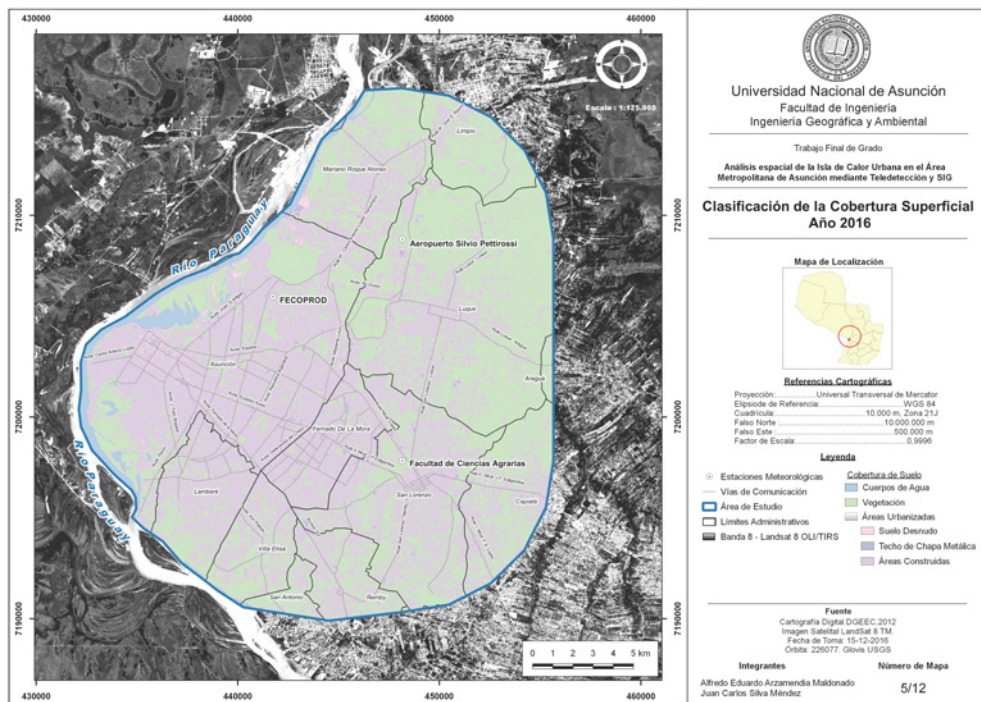 430000
440000
450000
460000
7210000
7200000
7190000
7210000
7200000
7190000
430000
440000
450000
460000
Escala : 1:125.000
Limpio
Mariano Roque Alonso
Río Paraguay
Aeropuerto Silvio Pettirossi
FECOPROD
Luque
Asunción
Areguá
Fernado De La Mora
Facultad de Ciencias Agrarias
San Lorenzo
Lambaré
Capiatá
Río Paraguay
Villa Elisa
San Antonio
Ñemby
0 1 2 3 4 5 km
Universidad Nacional de Asunción
Facultad de Ingeniería
Ingeniería Geográfica y Ambiental
Trabajo Final de Grado
Análisis espacial de la Isla de Calor Urbana en el Área
Metropolitana de Asunción mediante Teledetección y SIG
Clasificación de la Cobertura Superficial
Año 2016
Mapa de Localización
Referencias Cartográficas
Proyección:...............Universal Transversal de Mercator
Elipsiode de Referencia:...............WGS 84
Cuadrícula:...............10.000 m, Zona 21J
Falso Norte :...............10.000.000 m
Falso Este :...............500.000 m
Factor de Escala:...............0,9996
Leyenda
Estaciones Meteorológicas
Vías de Comunicación
Área de Estudio
Límites Administrativos
Banda 8 - Landsat 8 OLI/TIRS
Cobertura de Suelo
Cuerpos de Agua
Vegetación
Áreas Urbanizadas
Suelo Desnudo
Techo de Chapa Metálica
Áreas Construidas
Fuente
Cartografía Digital DGEEC,2012
Imagen Satelital LandSat 8 TM.
Fecha de Toma: 15-12-2016
Órbita: 226077. Glovis USGS
Integrantes
Alfredo Eduardo Arzamendia Maldonado
Juan Carlos Silva Méndez
Número de Mapa
5/12